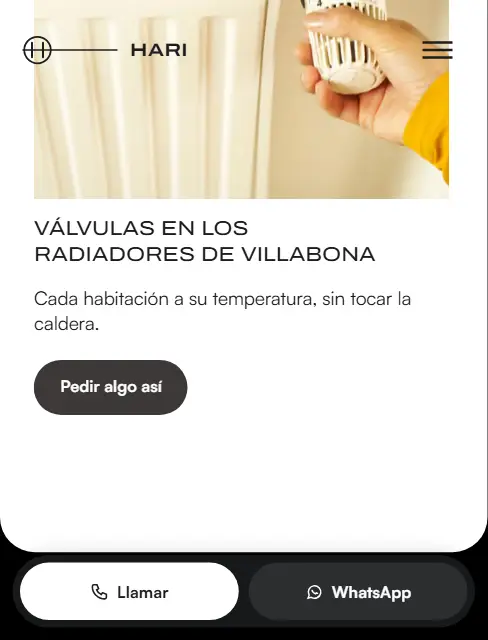 HARI
VÁLVULAS EN LOS
RADIADORES DE VILLABONA
Cada habitación a su temperatura, sin tocar la
caldera.
Pedir algo así
Llamar
WhatsApp